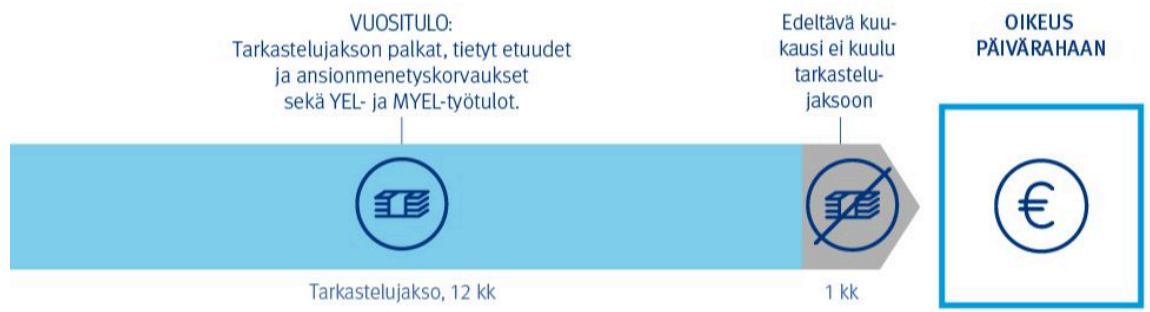 VUOSITULO:
Tarkastelujakson palkat, tietyt etuudet
ja ansionmenetyskorvaukset
sekä YEL- ja MYEL-työtulot.
Edeltävä kuu-
kausi ei kuulu
tarkastelu-
jaksoon
OIKEUS
PÄIVÄRAHAAN
€
Tarkastelujakso, 12 kk
1 kk